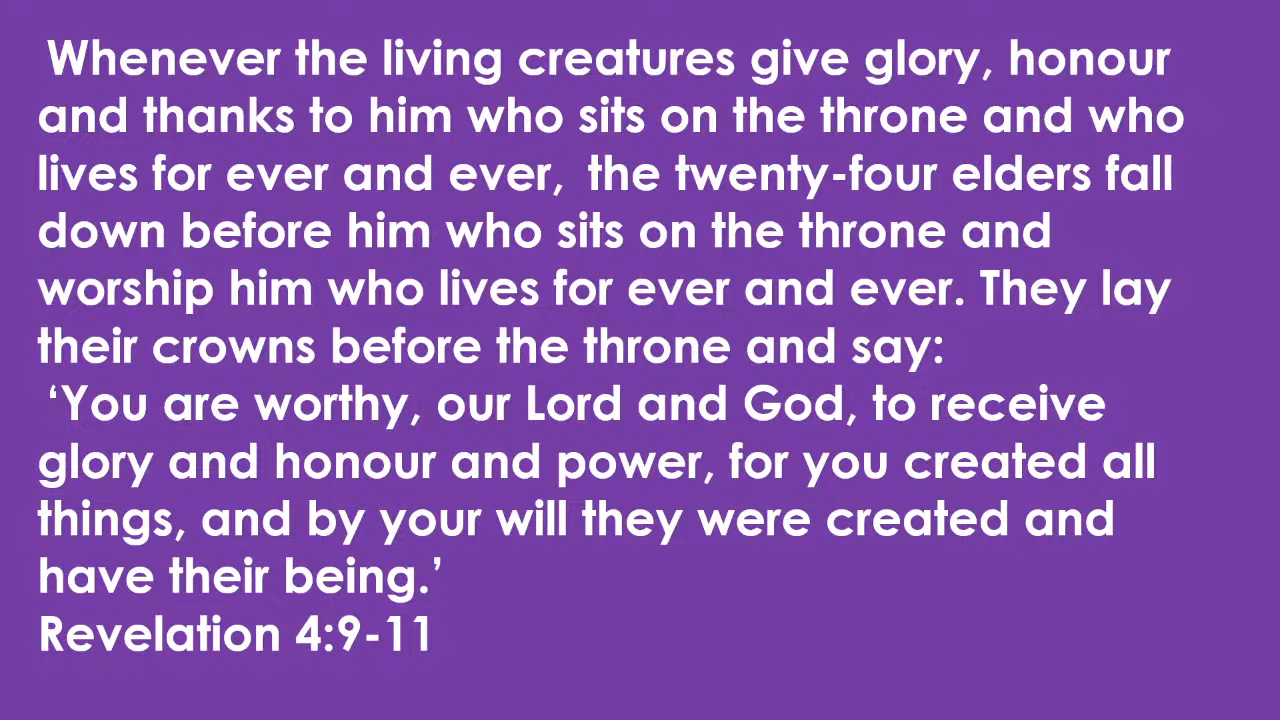 Whenever the living creatures give glory, honour
and thanks to him who sits on the throne and who
lives for ever and ever, the twenty-four elders fall
down before him who sits on the throne and
worship him who lives for ever and ever. They lay
their crowns before the throne and say:
‘You are worthy, our Lord and God, to receive
glory and honour and power, for you created all
things, and by your will they were created and
have their being.’
Revelation 4:9-11